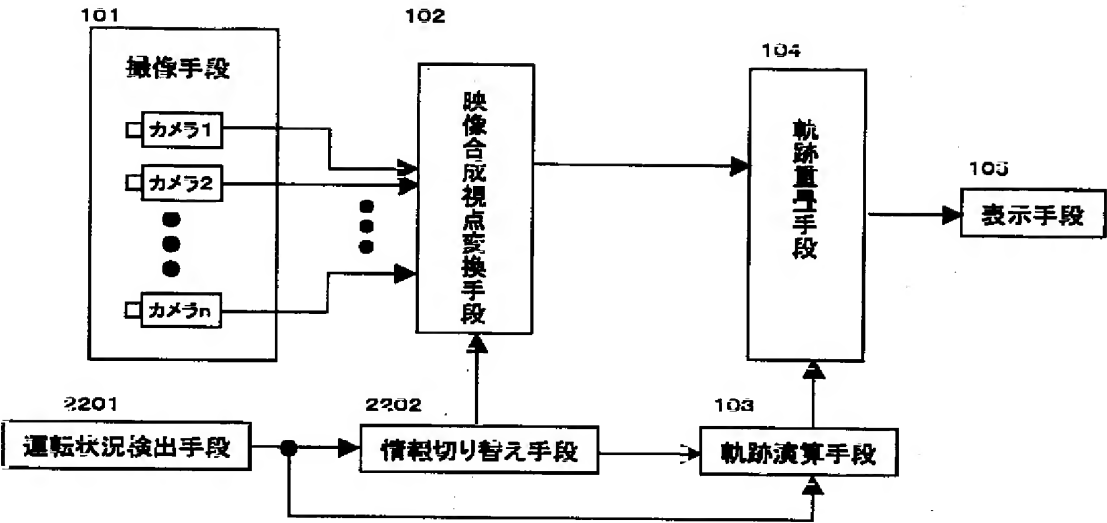 101
102
104
撮像手段
カメラ1
カメラ2
カメラn
映像合成視点変換手段
軌跡重畳手段
105
表示手段
2201
運転状況検出手段
2202
情報切り替え手段
103
軌跡演算手段